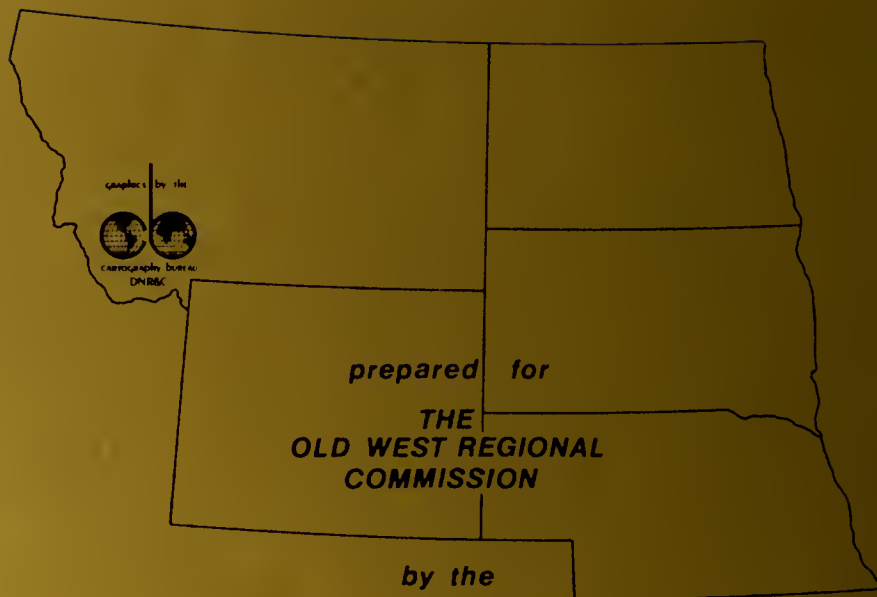 graphics by the
cartography bureau
DNR&C
prepared for
THE
OLD WEST REGIONAL
COMMISSION
by the